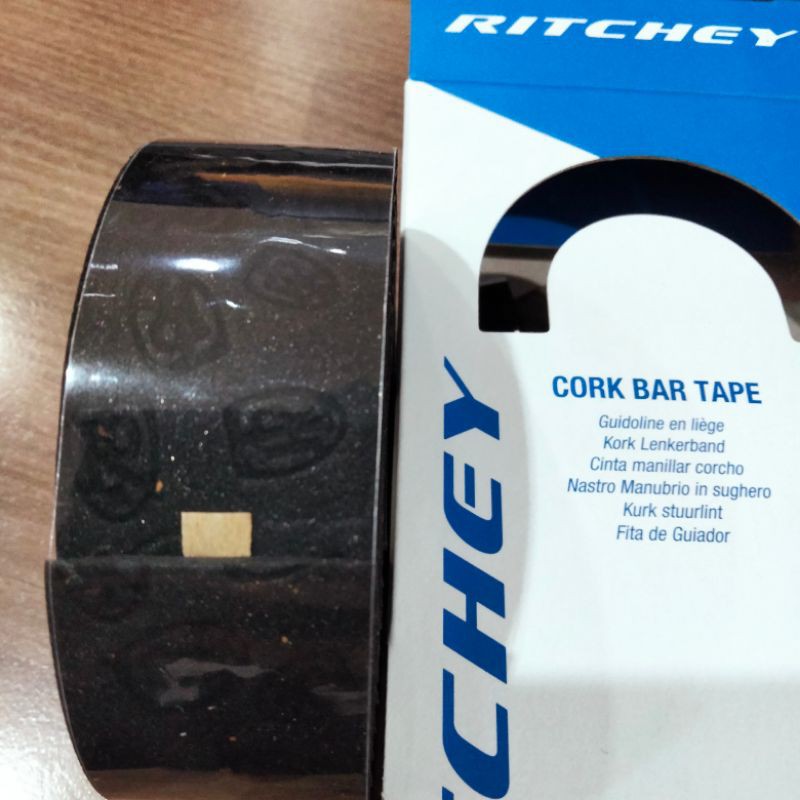 RITCHEY
RITCHEY
CORK BAR TAPE
Guidoline en liège
Kork Lenkerband
Cinta manillar corcho
Nastro Manubrio in sughero
Kurk stuurlint
Fita de Guiador